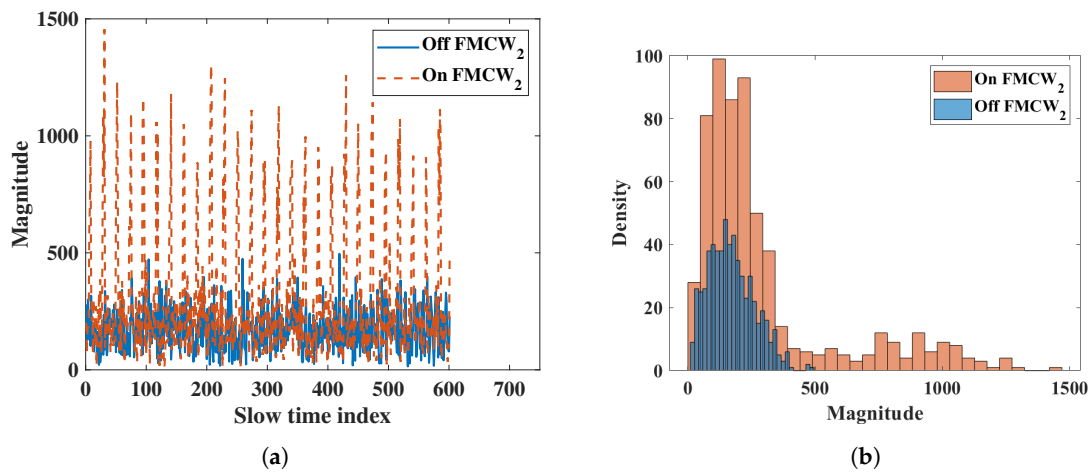 1500
1000
500
0
Magnitude
0 100 200 300 400 500 600 700
Slow time index
Off FMCW₂
On FMCW₂
(a)
100
80
60
40
20
0
Density
0 500 1000 1500
Magnitude
On FMCW₂
Off FMCW₂
(b)